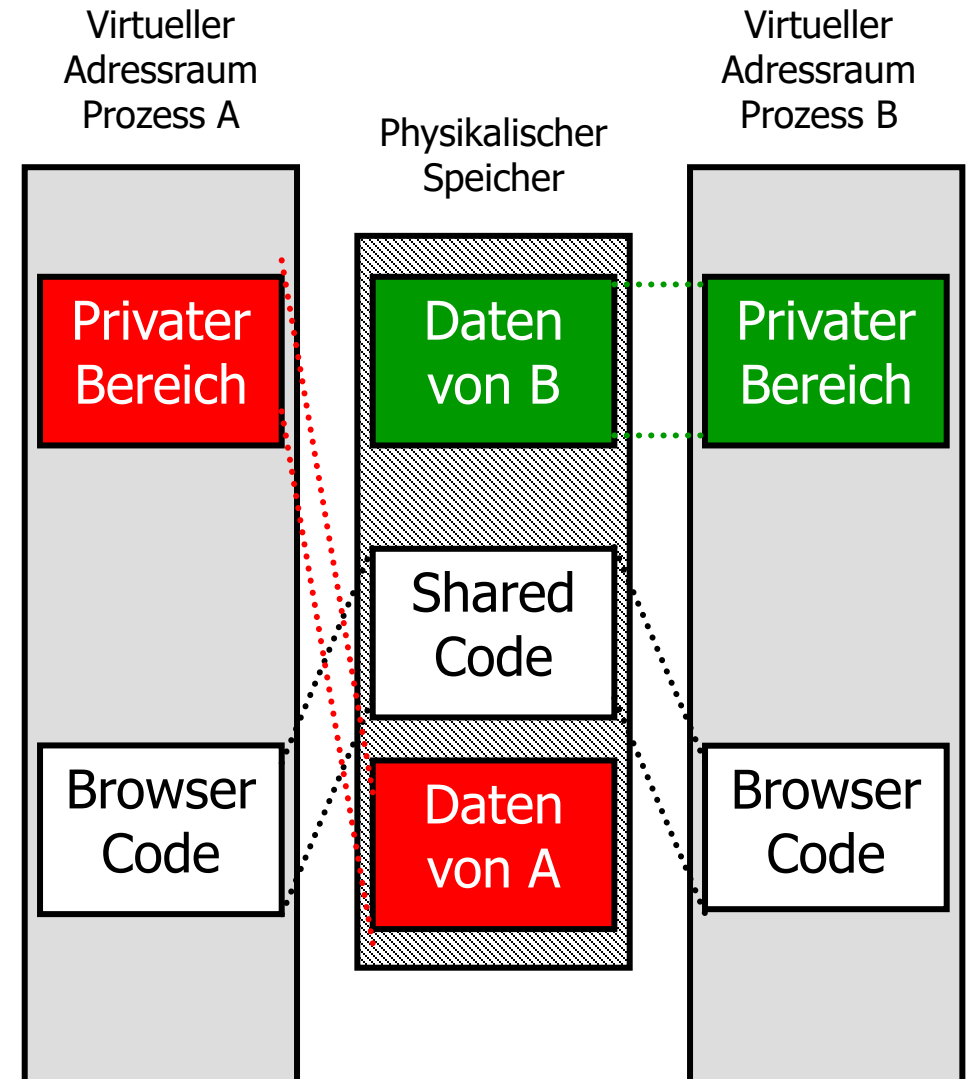 Virtueller
Adressraum
Prozess A
Physikalischer
Speicher
Virtueller
Adressraum
Prozess B
Privater
Bereich
Daten
von B
Privater
Bereich
Shared
Code
Browser
Code
Daten
von A
Browser
Code